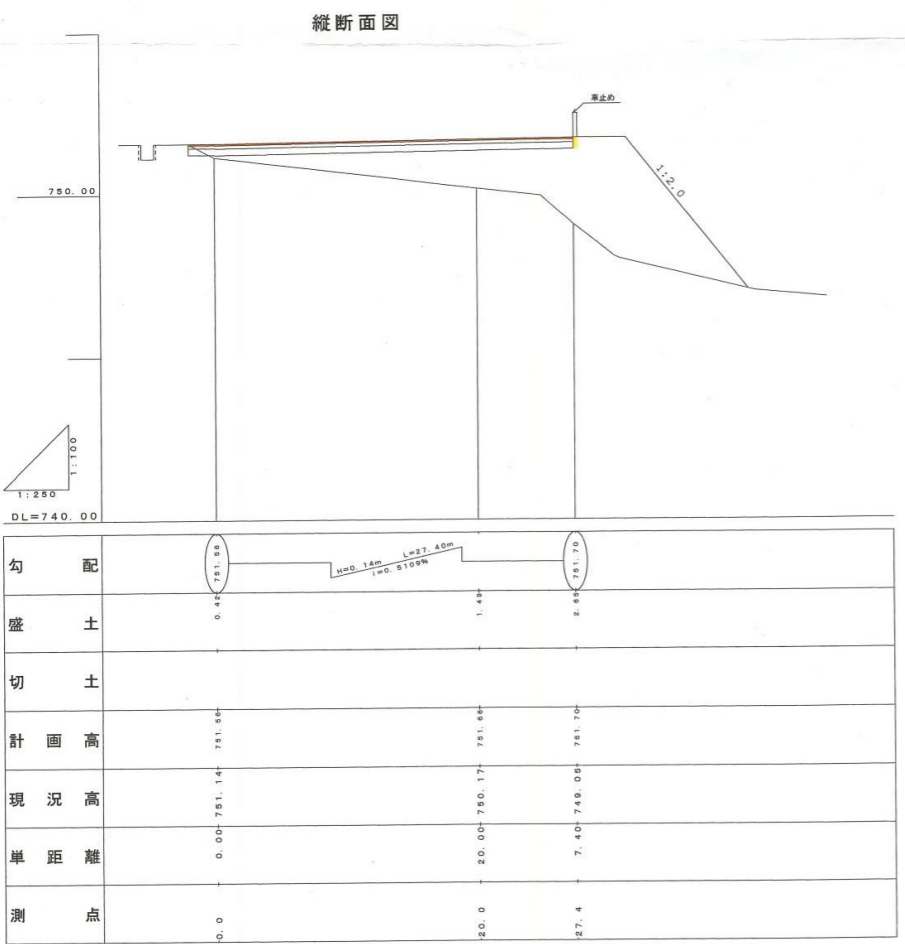 縦断面図
車止め
750.00
1:2.0
1:100
1:250
DL=740.00
勾配 751.56 H=0.14m L=27.40m i=0.5109% 751.70
盛土 0.42 1.49 2.65
切土
計画高 751.56 751.66 751.70
現況高 751.14 750.17 749.05
単距離 0.00 20.00 7.40
測点 0.0 20.0 27.4